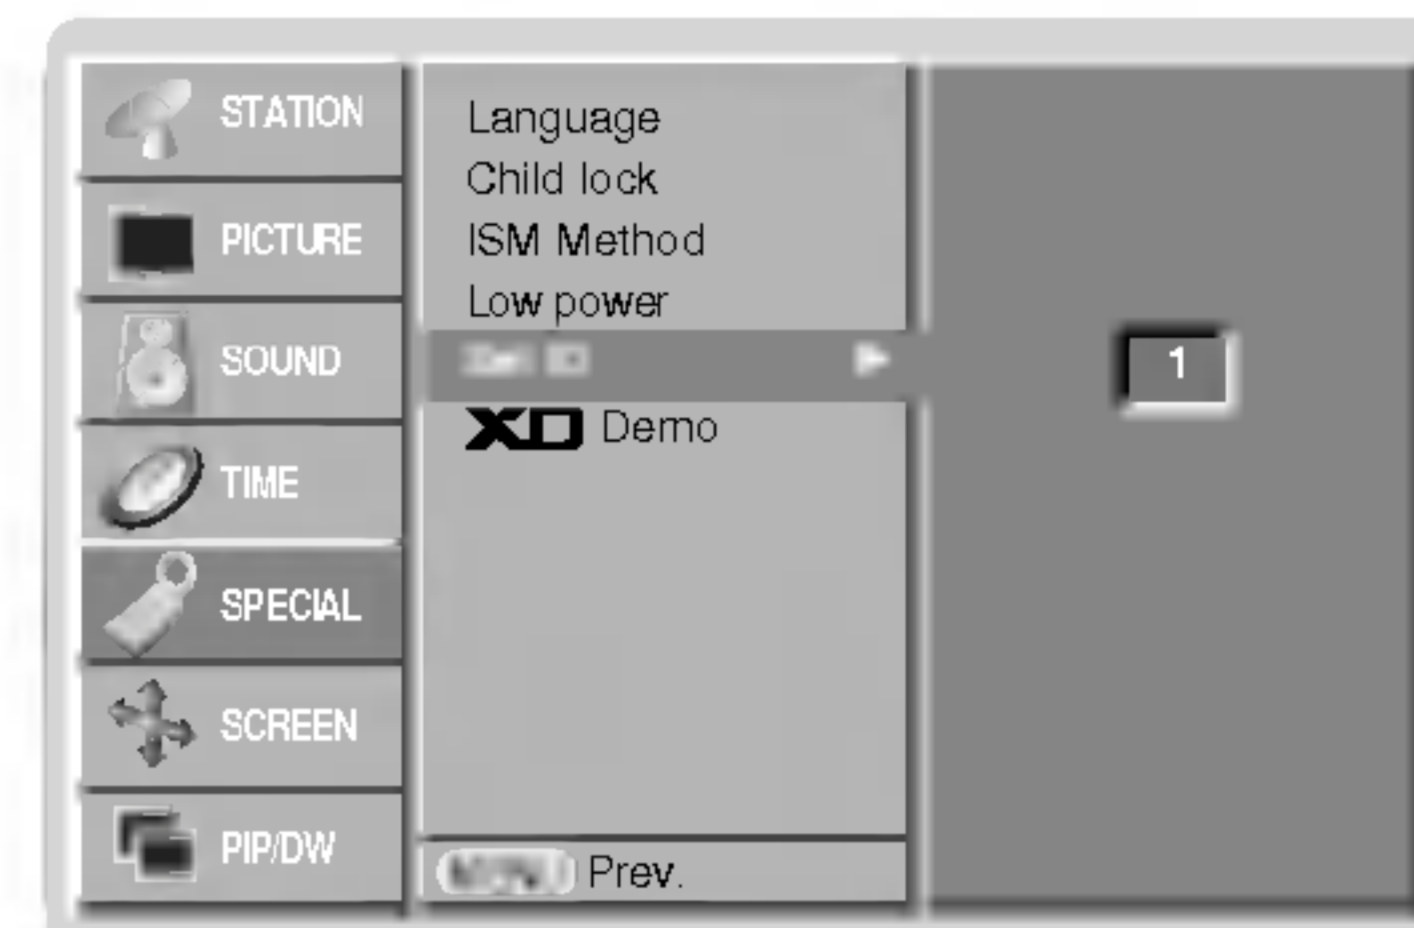 STATION
PICTURE
SOUND
TIME
SPECIAL
SCREEN
PIP/DW
Language
Child lock
ISM Method
Low power
XD Demo
Prev.
1